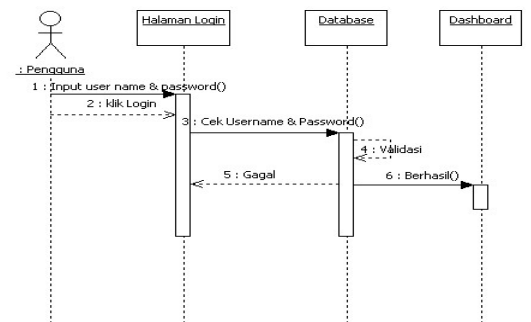 Halaman Login
Database
Dashboard
: Pengguna
1 : Input user name & password()
2 : klik Login
3 : Cek Username & Password()
4 : Validasi
5 : Gagal
6 : Berhasil()